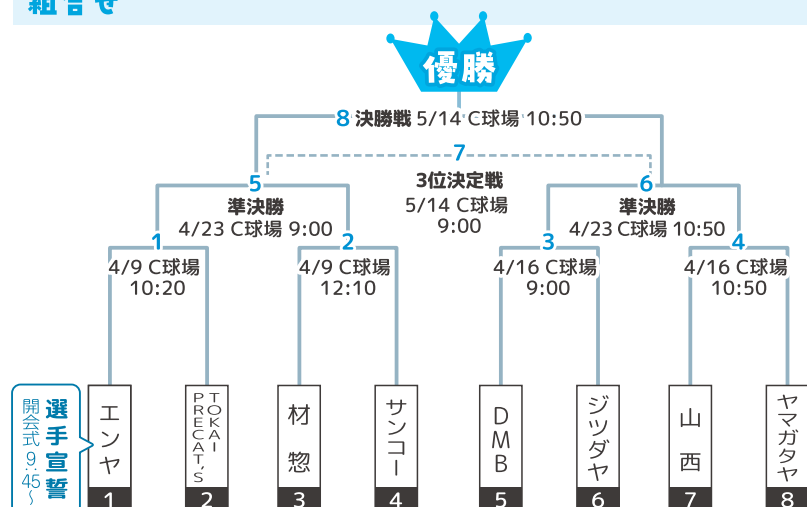 組合せ
優勝
8 決勝戦 5/14 C球場 10:50
7
3位決定戦
5/14 C球場
9:00
5
準決勝
4/23 C球場 9:00
6
準決勝
4/23 C球場 10:50
1
4/9 C球場
10:20
2
4/9 C球場
12:10
3
4/16 C球場
9:00
4
4/16 C球場
10:50
選手宣誓
開会式 9:45〜
エンヤ
1
TOKAI
PRECAT'S
2
材惣
3
サンコー
4
DMB
5
ジツダヤ
6
山西
7
ヤマガタヤ
8